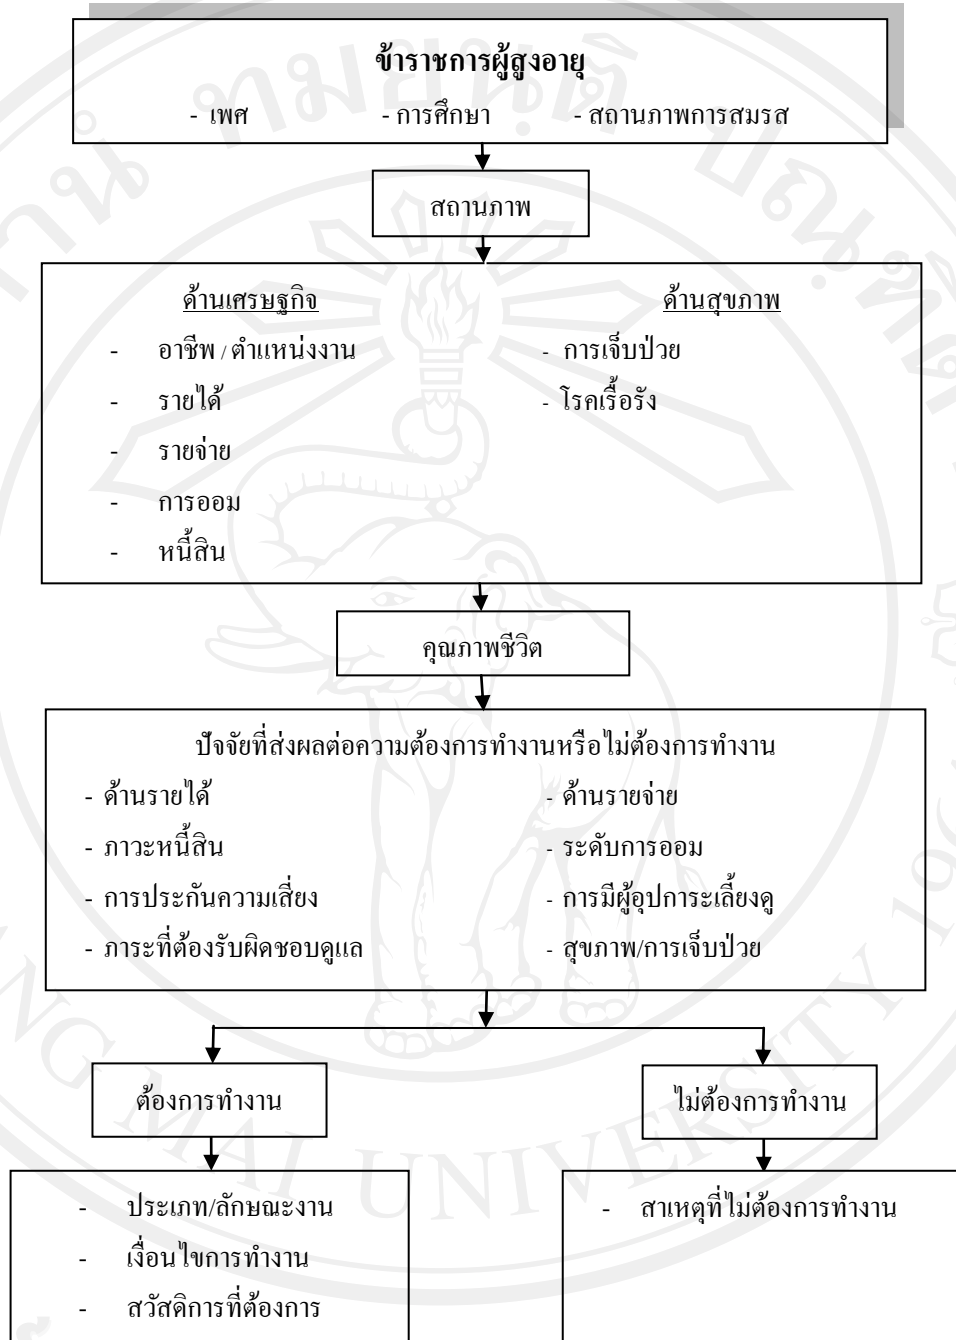 ข้าราชการผู้สูงอายุ
- เพศ - การศึกษา - สถานภาพการสมรส
สถานภาพ
ด้านเศรษฐกิจ
- อาชีพ / ตำแหน่งงาน
- รายได้
- รายจ่าย
- การออม
- หนี้สิน
ด้านสุขภาพ
- การเจ็บป่วย
- โรคเรื้อรัง
คุณภาพชีวิต
ปัจจัยที่ส่งผลต่อความต้องการทำงานหรือไม่ต้องการทำงาน
- ด้านรายได้ - ด้านรายจ่าย
- ภาวะหนี้สิน - ระดับการออม
- การประกันความเสี่ยง - การมีผู้อุปการะเลี้ยงดู
- ภาระที่ต้องรับผิดชอบดูแล - สุขภาพ/การเจ็บป่วย
ต้องการทำงาน
ไม่ต้องการทำงาน
- ประเภท/ลักษณะงาน
- เงื่อนไขการทำงาน
- สวัสดิการที่ต้องการ
- สาเหตุที่ไม่ต้องการทำงาน